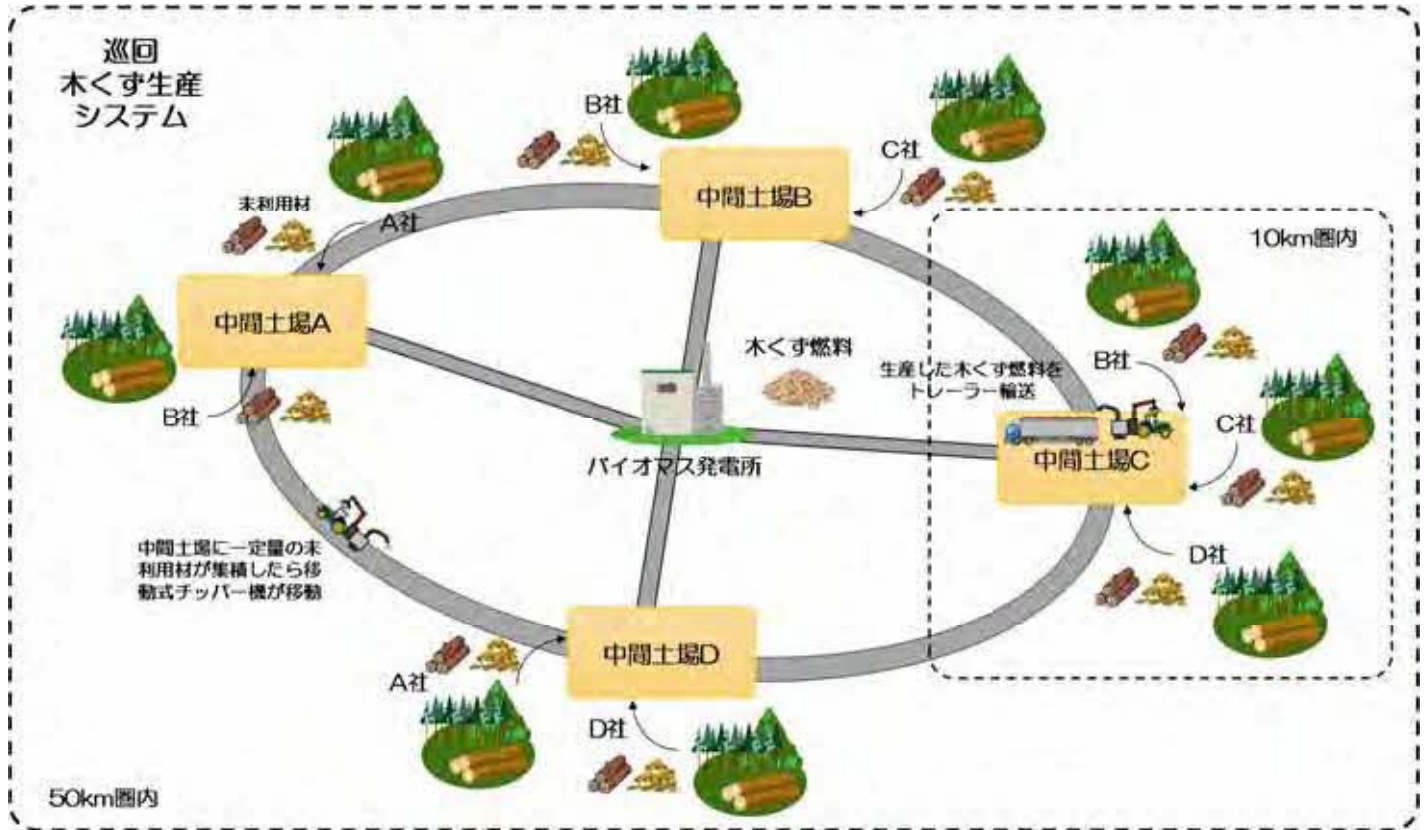 巡回
木くず生産
システム
B社
C社
中間土場B
未利用材
A社
10km圏内
中間土場A
木くず燃料
生産した木くず燃料を
トレーラー輸送
B社
B社
C社
バイオマス発電所
中間土場C
中間土場に一定量の未
利用材が集積したら移
動式チッパー機が移動
D社
中間土場D
A社
D社
50km圏内